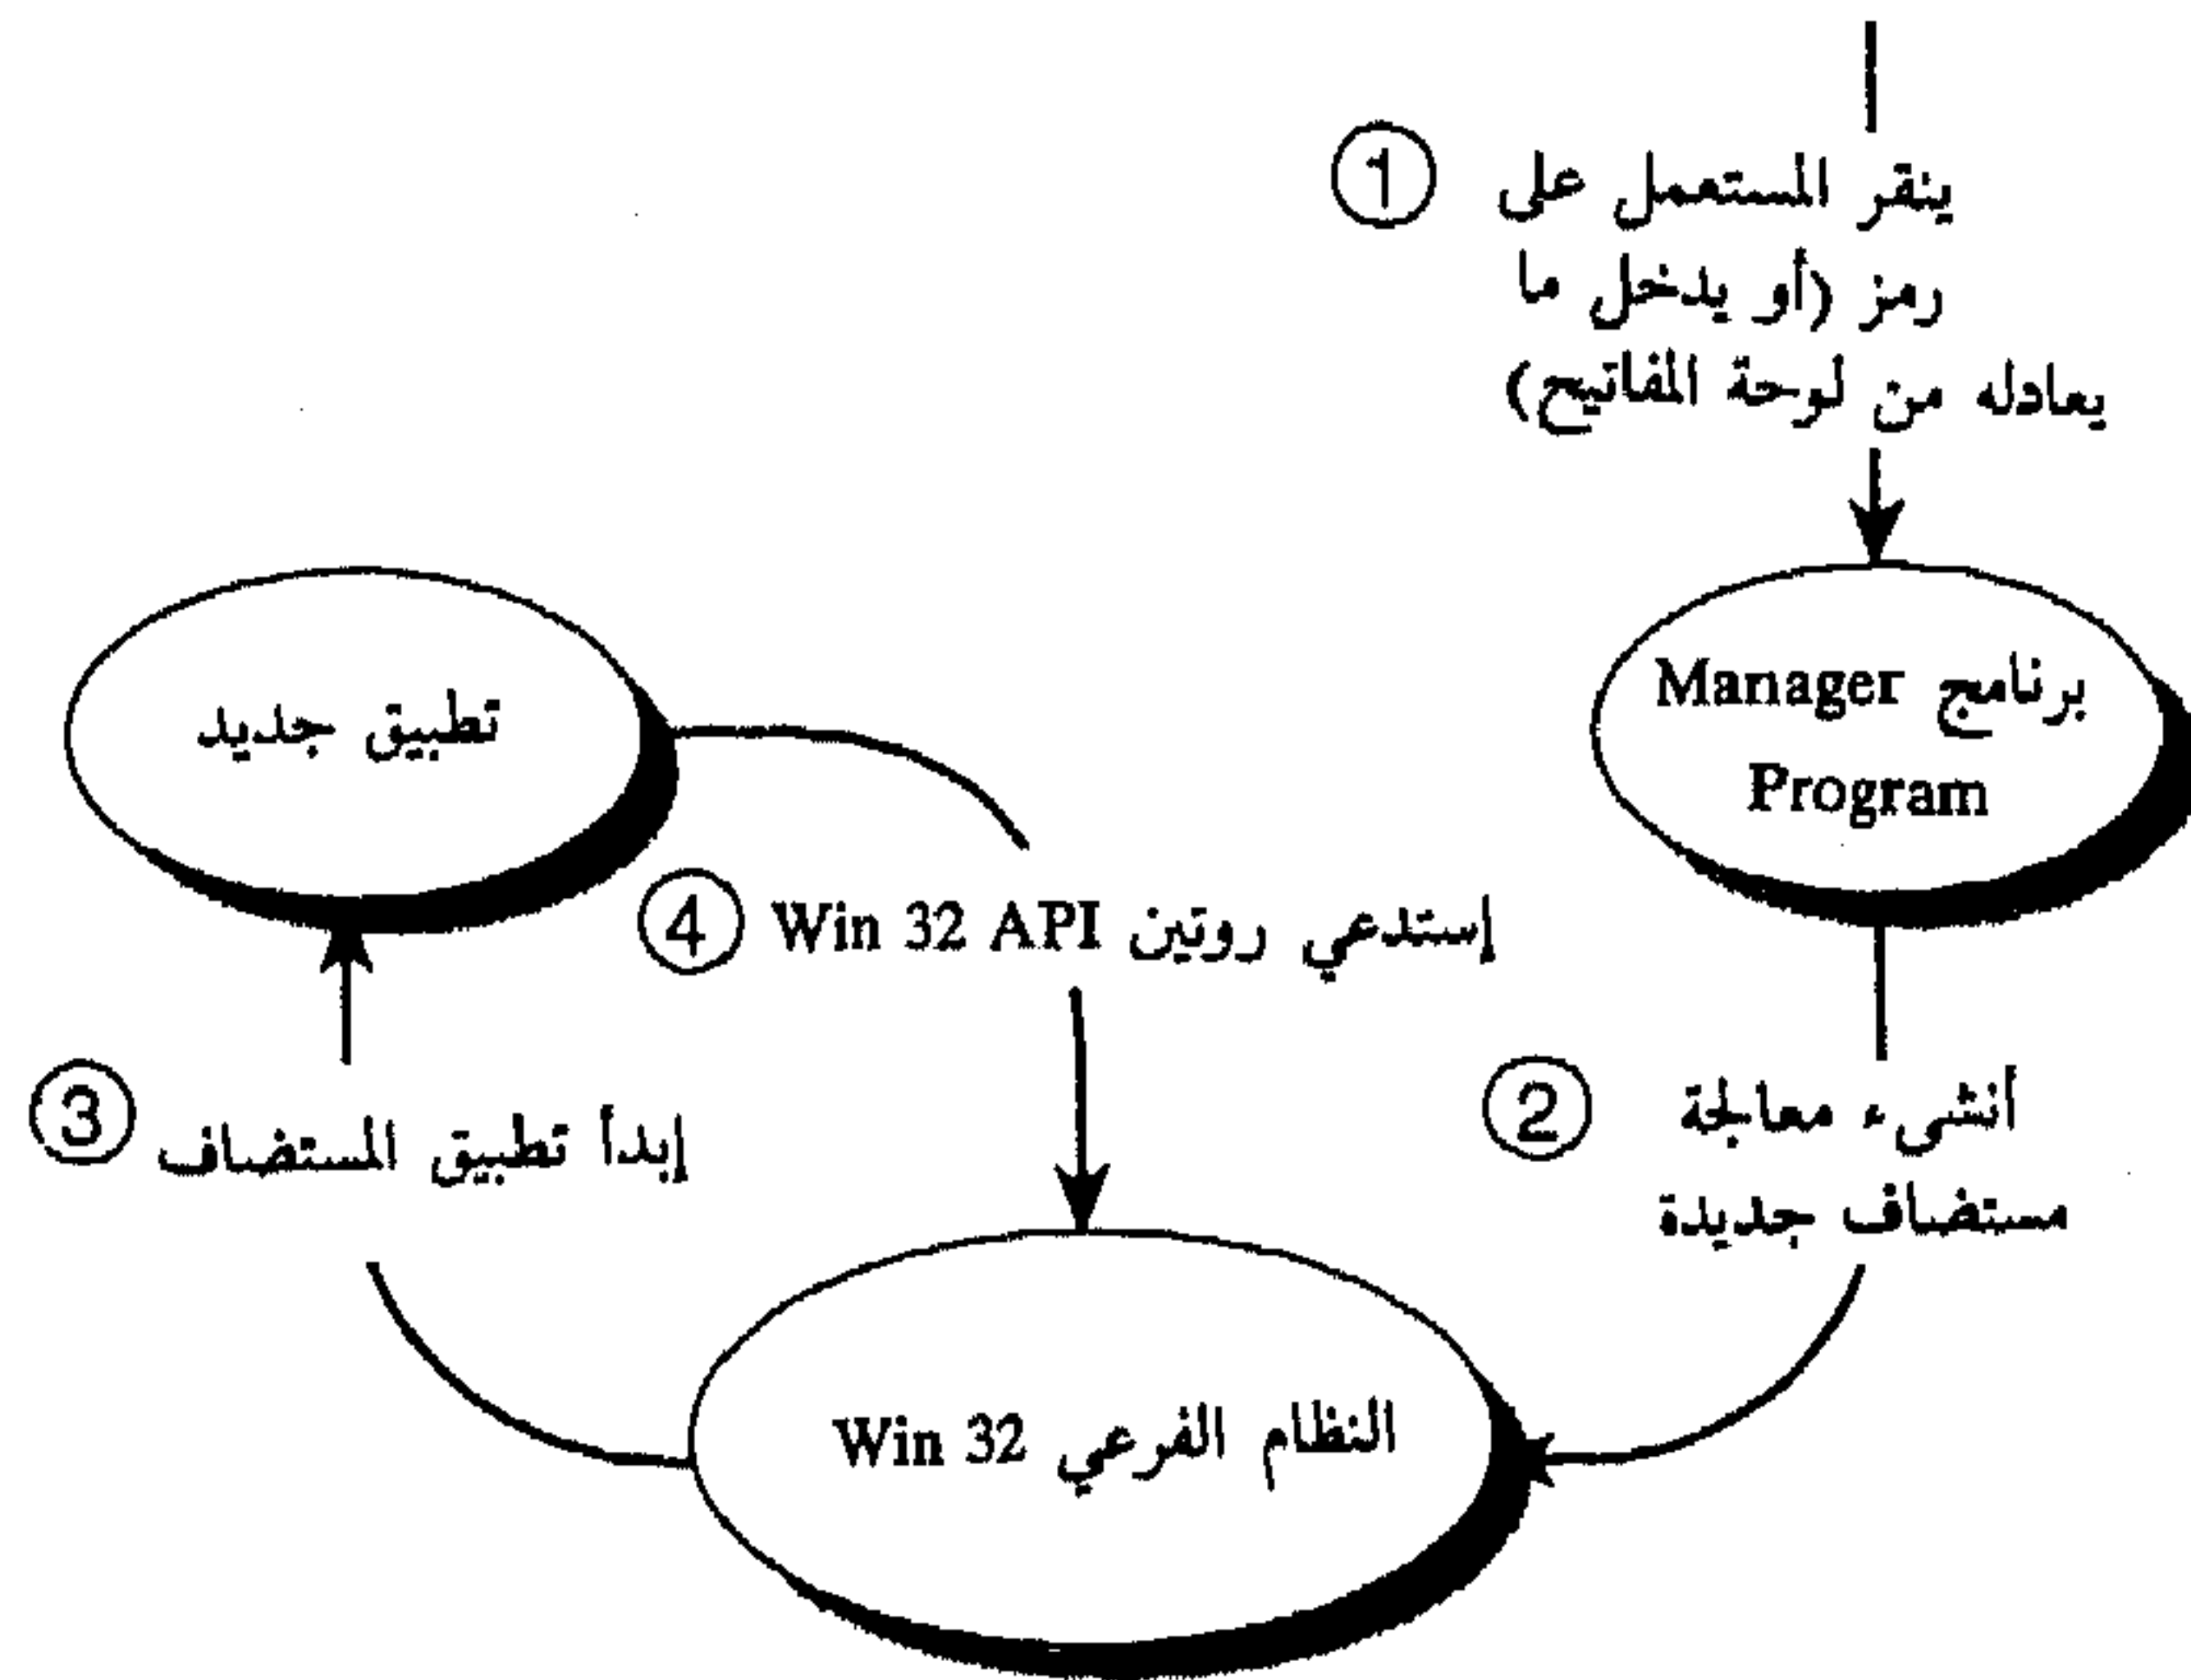 ① ينقر المستعمل على
رمز (أو يدخل ما
يعادله من لوحة المفاتيح)
برنامج Manager
Program
② أنشىء معالجة
مستضاف جديدة
النظام الفرعي Win 32
③ إبدأ تطبيق المستضاف
تطبيق جديد
④ إستدعي روتين Win 32 API